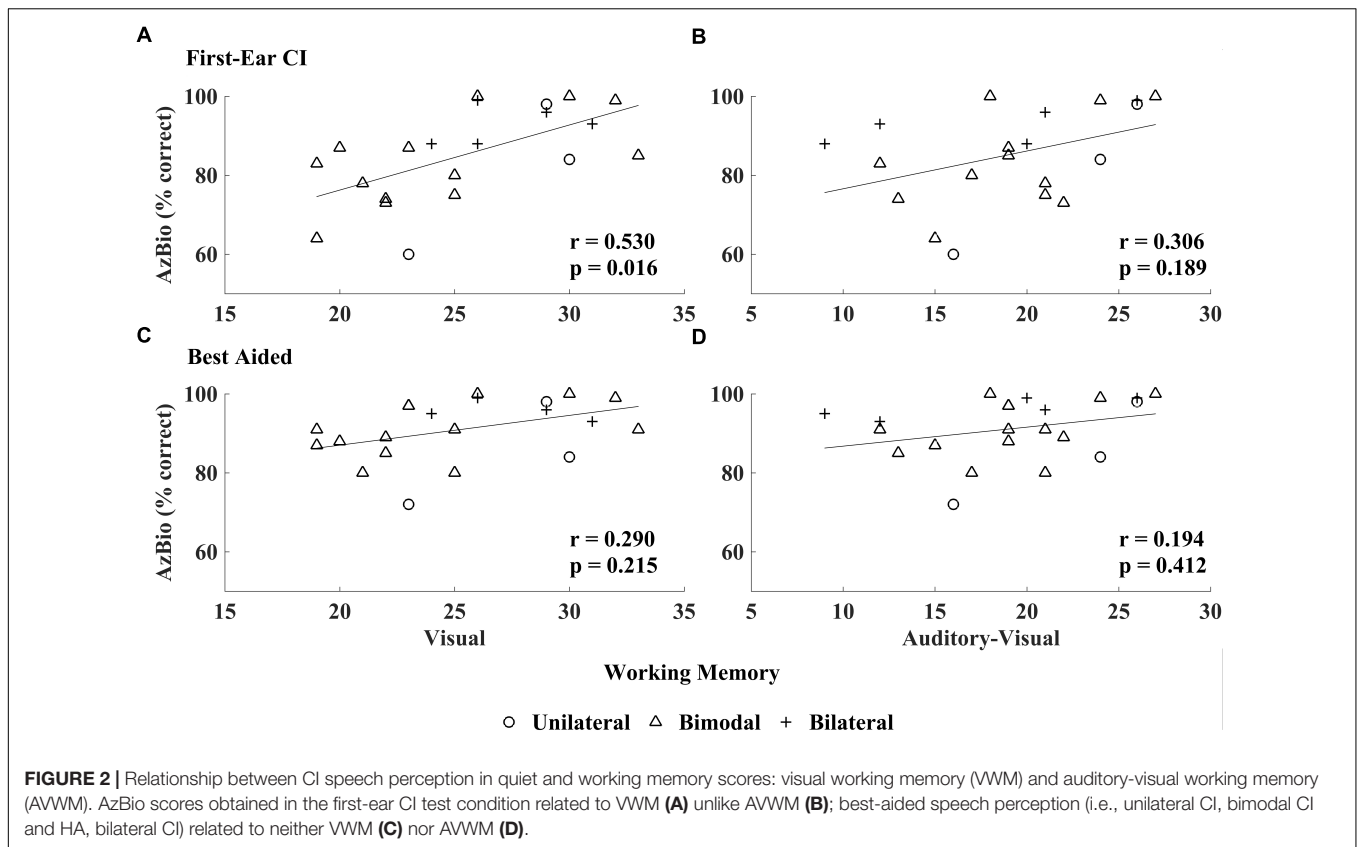 A
First-Ear CI
B
AzBio (% correct)
100
80
60
r = 0.530
p = 0.016
15 20 25 30 35
100
80
60
r = 0.306
p = 0.189
5 10 15 20 25 30
C
Best Aided
D
AzBio (% correct)
100
80
60
r = 0.290
p = 0.215
15 20 25 30 35
Visual
100
80
60
r = 0.194
p = 0.412
5 10 15 20 25 30
Auditory-Visual
Working Memory
Unilateral Bimodal Bilateral
FIGURE 2 | Relationship between CI speech perception in quiet and working memory scores: visual working memory (VWM) and auditory-visual working memory
(AVWM). AzBio scores obtained in the first-ear CI test condition related to VWM (A) unlike AVWM (B); best-aided speech perception (i.e., unilateral CI, bimodal CI
and HA, bilateral CI) related to neither VWM (C) nor AVWM (D).